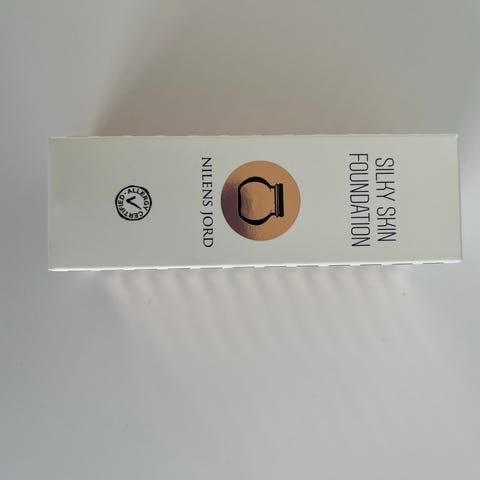 SILKY SKIN
FOUNDATION
NILENS JORD
ALLERGY CERTIFIED